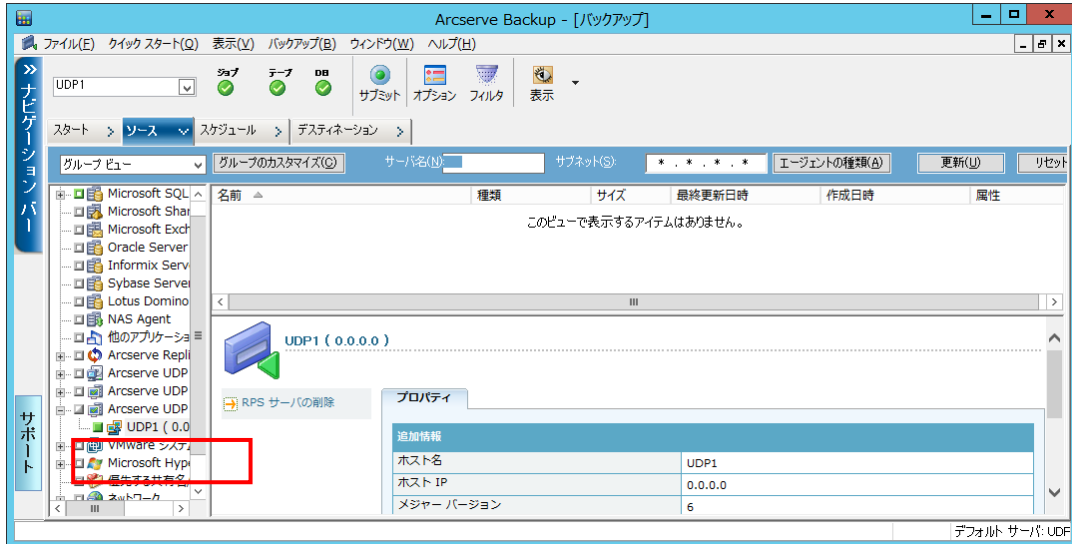 Arcserve Backup - [バックアップ]
ファイル(F) クイック スタート(Q) 表示(V) バックアップ(B) ウィンドウ(W) ヘルプ(H)
ナビゲーション バー
UDP1
ジョブ テープ DB
サブミット オプション フィルタ 表示
スタート ソース スケジュール デスティネーション
グループ ビュー グループのカスタマイズ(C) サーバ名(N): サブネット(S): * . * . * . * エージェントの種類(A) 更新(U) リセット
Microsoft SQL
Microsoft Shar
Microsoft Exch
Oracle Server
Informix Serv
Sybase Server
Lotus Domino
NAS Agent
他のアプリケーショ
Arcserve Repli
Arcserve UDP
Arcserve UDP
Arcserve UDP
UDP1 ( 0.0
VMware システム
Microsoft Hype
優先する共有名
ネットワーク
名前 種類 サイズ 最終更新日時 作成日時 属性
このビューで表示するアイテムはありません。
UDP1 ( 0.0.0.0 )
RPS サーバの削除
プロパティ
追加情報
ホスト名 UDP1
ホスト IP 0.0.0.0
メジャー バージョン 6
サポート
デフォルト サーバ: UDP